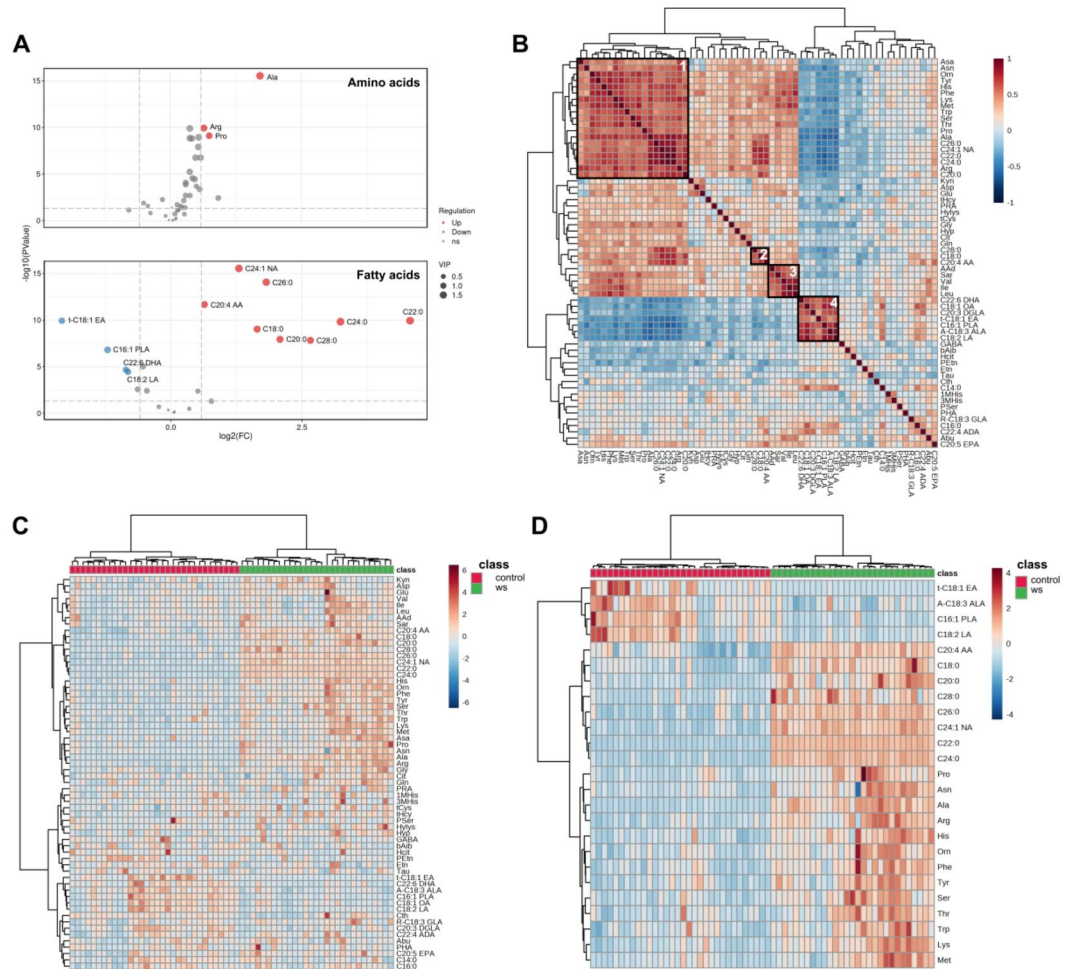 A
Amino acids
15
Ala
10
Arg
Pro
5
0
-log10(PValue)
Regulation
Up
Down
ns
VIP
0.5
1.0
1.5
Fatty acids
15
C24:1 NA
C26:0
C20:4 AA
C22:0
10
t-C18:1 EA
C24:0
C18:0
C20:0
C28:0
C16:1 PLA
C22:6 DHA
5
C18:2 LA
0
0.0
2.5
log2(FC)
B
1
2
3
4
Asa
Asn
Orn
Tyr
His
Phe
Lys
Met
Trp
Ser
Thr
Pro
Ala
C26:0
C24:1 NA
C22:0
C24:0
Arg
C20:0
Kyn
Asp
Glu
tHcy
PRA
Hylys
tCys
Gly
Hyp
Cit
Gln
C28:0
C18:0
C20:4 AA
AAd
Sar
Val
Ile
Leu
C22:6 DHA
C18:1 OA
C20:3 DGLA
t-C18:1 EA
C16:1 PLA
A-C18:3 ALA
C18:2 LA
GABA
bAib
Hcit
PEtn
Etn
Tau
Cth
C14:0
1MHis
3MHis
PSer
PHA
R-C18:3 GLA
C16:0
C22:4 ADA
Abu
C20:5 EPA
1
0.5
0
-0.5
-1
C
class
Kyn
Asp
Glu
Val
Ile
Leu
AAd
Sar
C20:4 AA
C18:0
C20:0
C28:0
C26:0
C24:1 NA
C22:0
C24:0
His
Orn
Phe
Tyr
Ser
Thr
Trp
Lys
Met
Asa
Pro
Asn
Ala
Arg
Gly
Cit
Gln
PRA
1MHis
3MHis
tCys
tHcy
PSer
Hylys
Hyp
GABA
bAib
Hcit
PEtn
Etn
Tau
t-C18:1 EA
C22:6 DHA
A-C18:3 ALA
C16:1 PLA
C18:1 OA
C18:2 LA
Cth
R-C18:3 GLA
C20:3 DGLA
C22:4 ADA
Abu
PHA
C20:5 EPA
C14:0
C16:0
6
4
2
0
-2
-4
-6
class
control
ws
D
class
t-C18:1 EA
A-C18:3 ALA
C16:1 PLA
C18:2 LA
C20:4 AA
C18:0
C20:0
C28:0
C26:0
C24:1 NA
C22:0
C24:0
Pro
Asn
Ala
Arg
His
Orn
Phe
Tyr
Ser
Thr
Trp
Lys
Met
4
2
0
-2
-4
class
control
ws